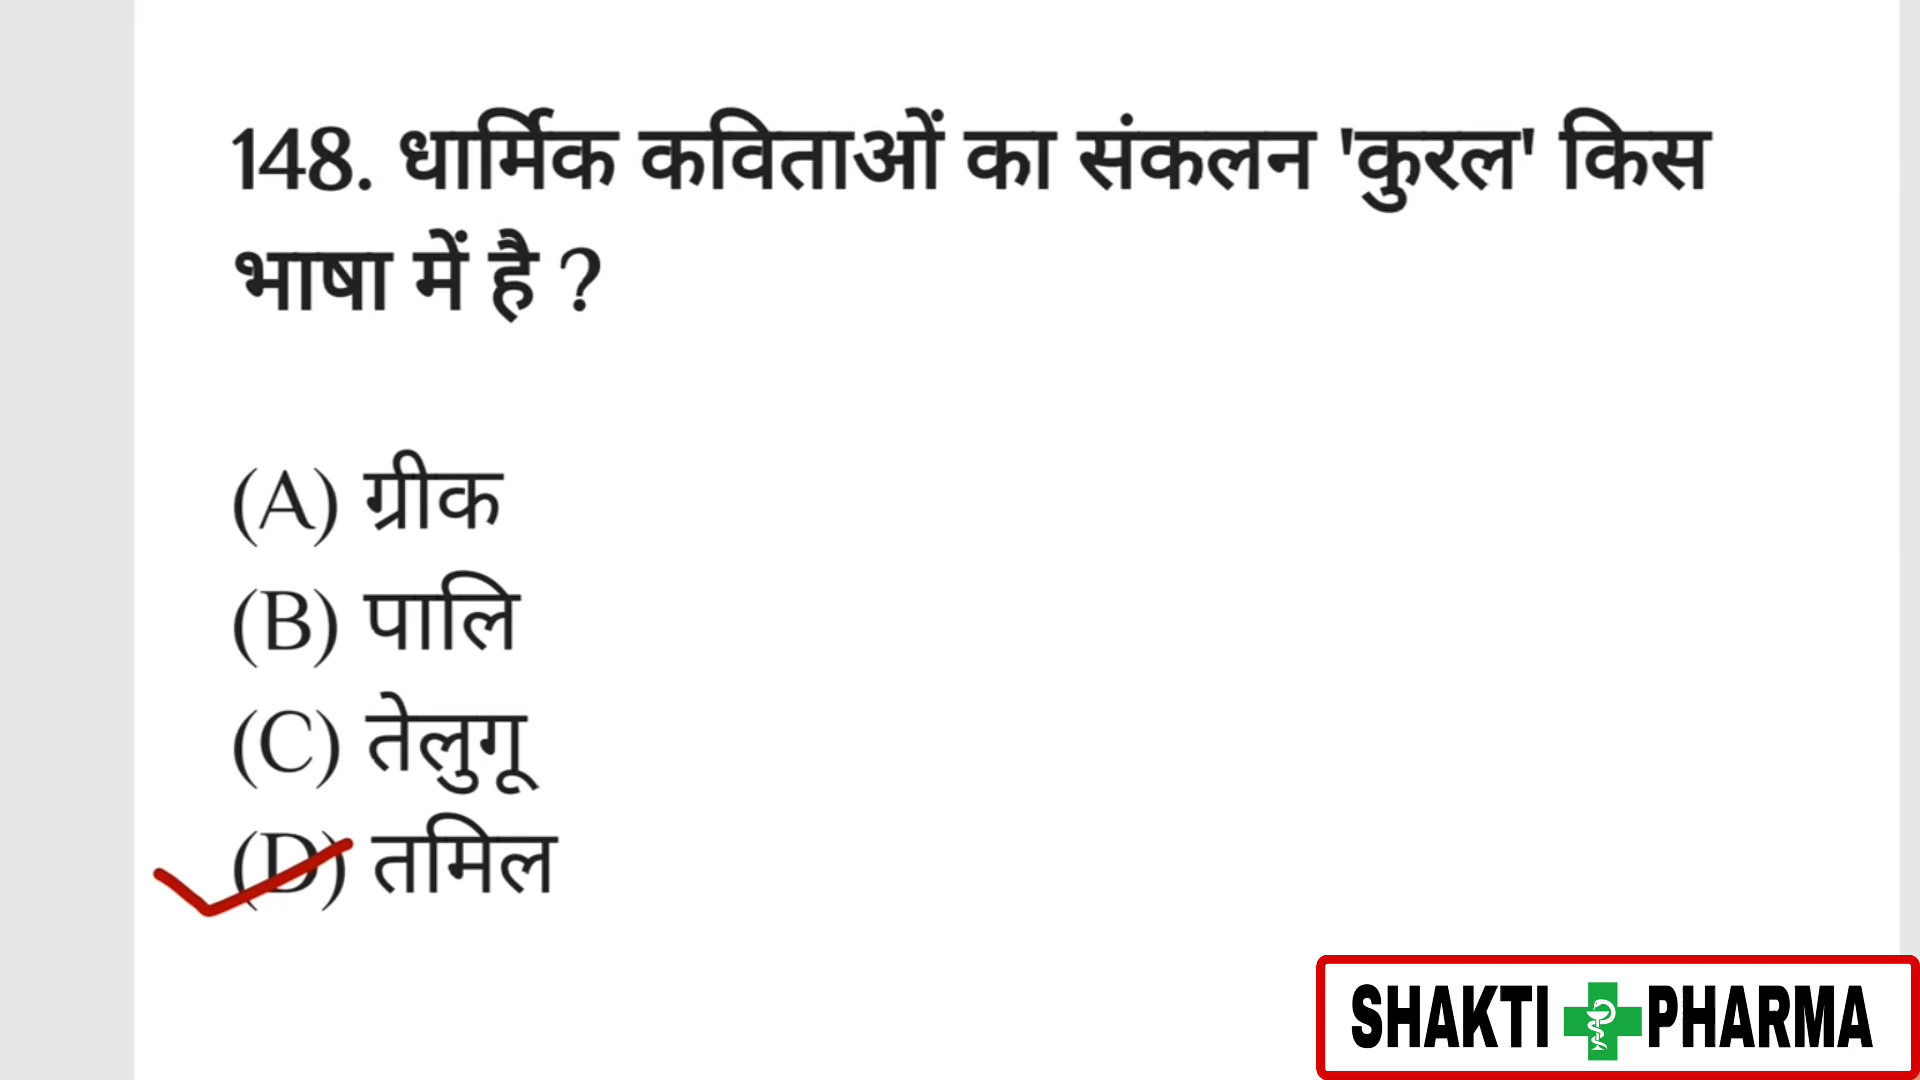 148. धार्मिक कविताओं का संकलन 'कुरल' किस
भाषा में है ?
(A) ग्रीक
(B) पालि
(C) तेलुगू
(D) तमिल
SHAKTI PHARMA